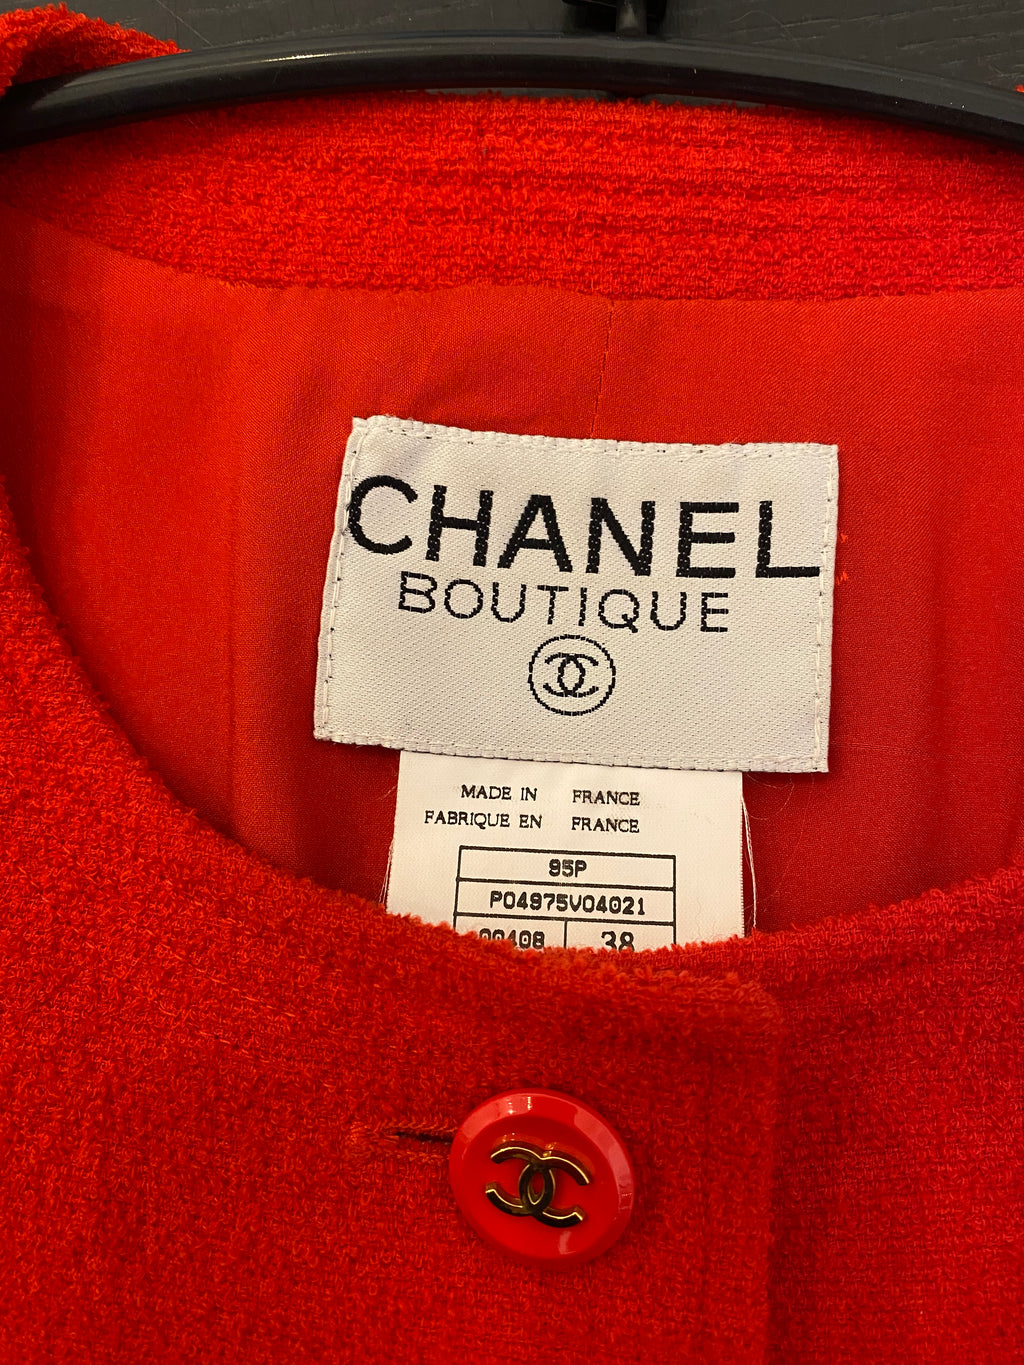 CHANEL
BOUTIQUE
MADE IN FRANCE
FABRIQUE EN FRANCE
95P
P04975V04021
38